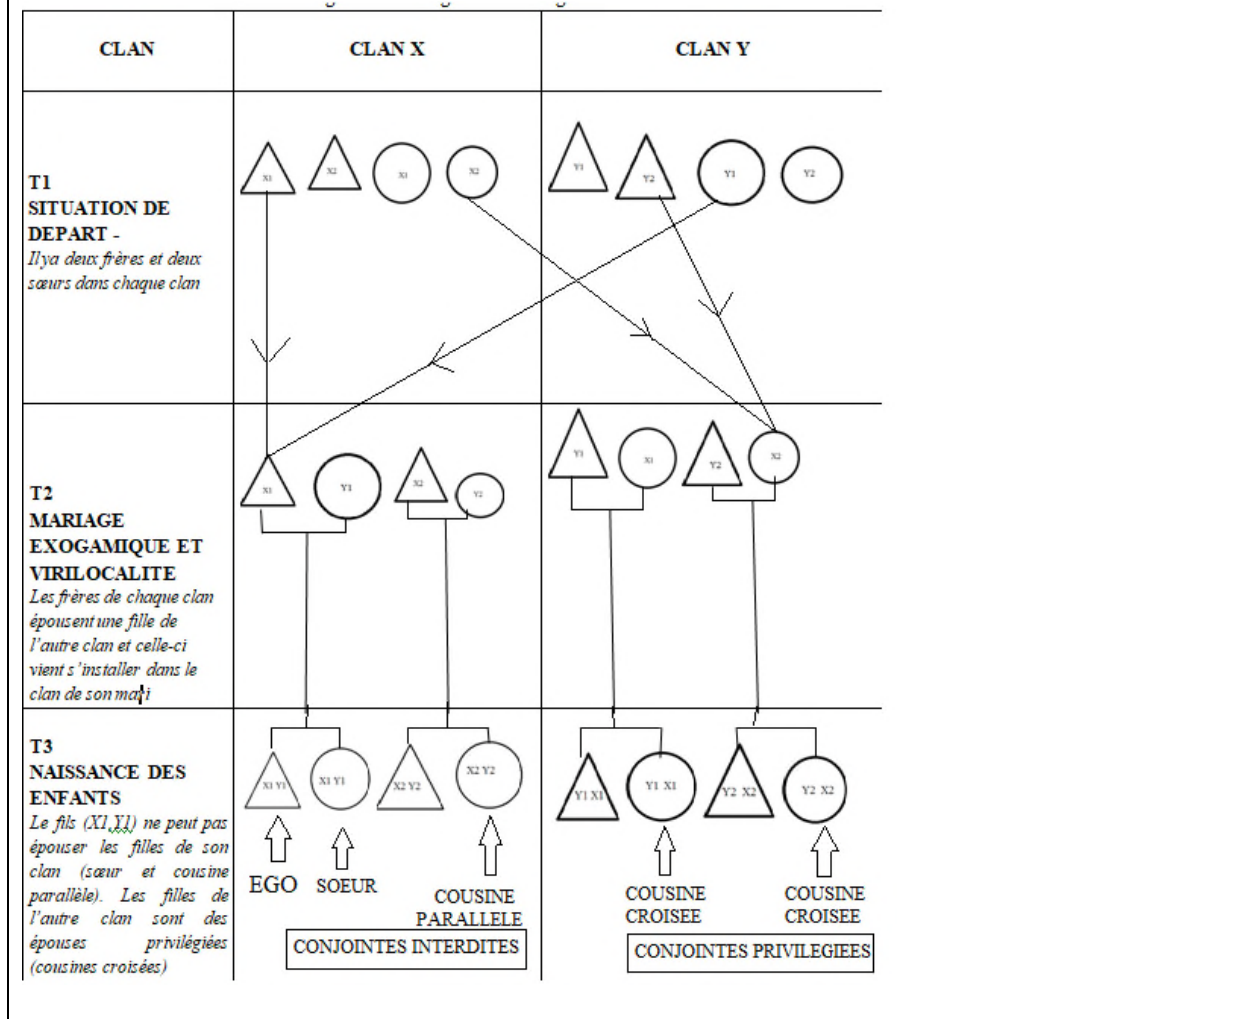 CLAN
CLAN X
CLAN Y
T1
SITUATION DE
DEPART -
Il ya deux frères et deux
sœurs dans chaque clan
X1
X2
X1
X2
Y1
Y2
Y1
Y2
T2
MARIAGE
EXOGAMIQUE ET
VIRILOCALITE
Les frères de chaque clan
épousent une fille de
l'autre clan et celle-ci
vient s'installer dans le
clan de son mari
X1
Y1
X2
Y2
Y1
X1
Y2
X2
T3
NAISSANCE DES
ENFANTS
Le fils (X1,Y1) ne peut pas
épouser les filles de son
clan (sœur et cousine
parallèle). Les filles de
l'autre clan sont des
épouses privilégiées
(cousines croisées)
X1 Y1
X1 Y1
X2 Y2
X2 Y2
Y1 X1
Y1 X1
Y2 X2
Y2 X2
EGO
SOEUR
COUSINE
PARALLELE
COUSINE
CROISEE
COUSINE
CROISEE
CONJOINTES INTERDITES
CONJOINTES PRIVILEGIEES